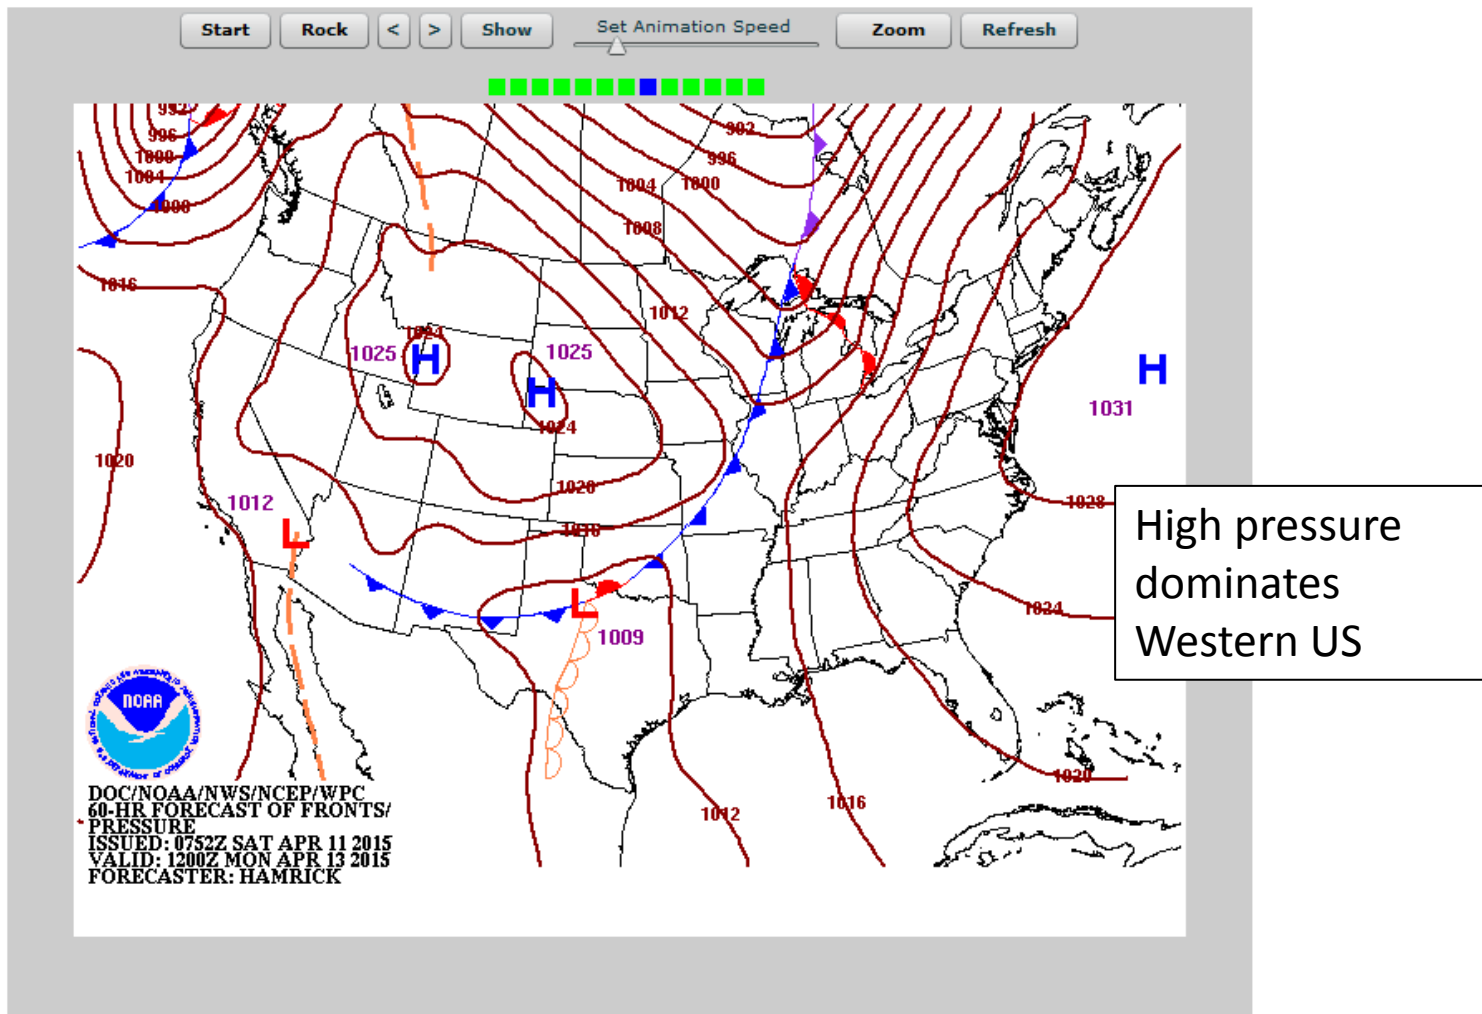 Start Rock < > Show Set Animation Speed Zoom Refresh
992
996
1000
1004
1008
992
996
1004 1000
1008
1016
1012
1024
1025 1025
H H H
1024
1031
1020
1028
1012
1020
1016
L
1028
High pressure
dominates
Western US
L
1009
1024
NOAA
1020
1016
1012
DOC/NOAA/NWS/NCEP/WPC
60-HR FORECAST OF FRONTS/
PRESSURE
ISSUED: 0752Z SAT APR 11 2015
VALID: 1200Z MON APR 13 2015
FORECASTER: HAMRICK